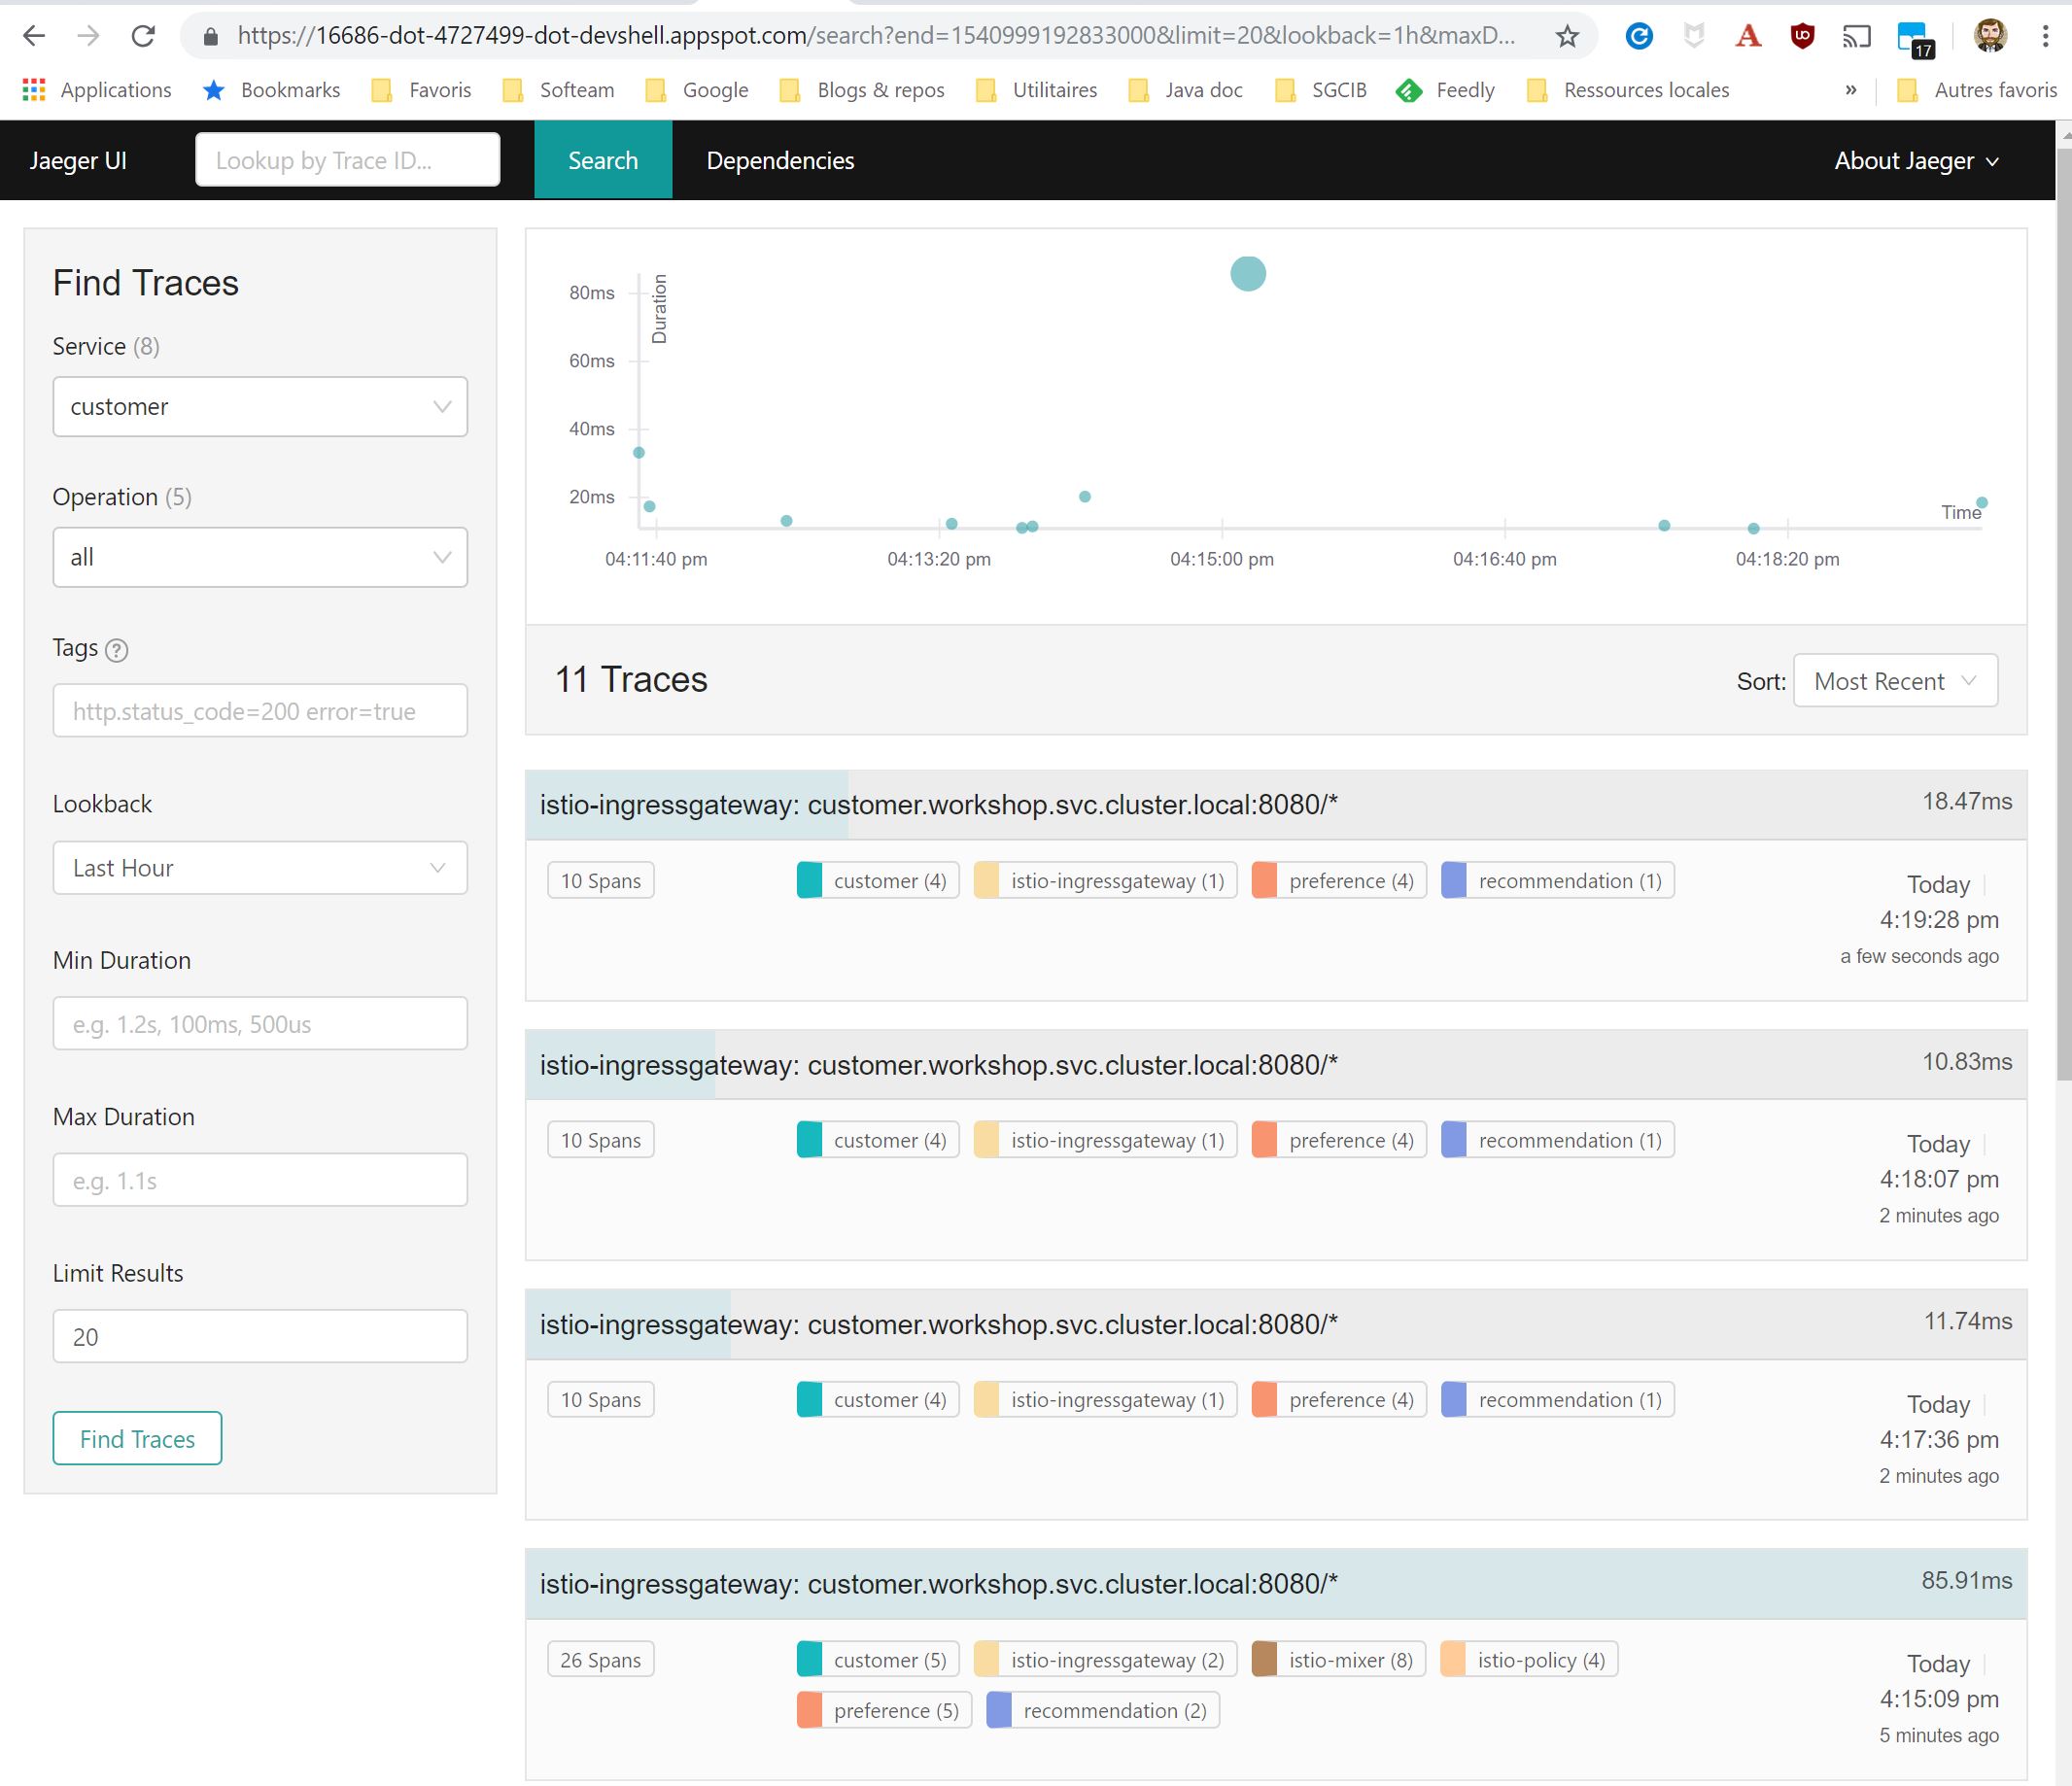 https://16686-dot-4727499-dot-devshell.appspot.com/search?end=1540999192833000&limit=20&lookback=1h&maxD...
17
Applications Bookmarks Favoris Softeam Google Blogs & repos Utilitaires Java doc SGCIB Feedly Ressources locales » Autres favoris
Jaeger UI Lookup by Trace ID... Search Dependencies About Jaeger
Find Traces
Service (8)
customer
Operation (5)
all
Tags ?
http.status_code=200 error=true
Lookback
Last Hour
Min Duration
e.g. 1.2s, 100ms, 500us
Max Duration
e.g. 1.1s
Limit Results
20
Find Traces
Duration
80ms
60ms
40ms
20ms
Time
04:11:40 pm 04:13:20 pm 04:15:00 pm 04:16:40 pm 04:18:20 pm
11 Traces Sort: Most Recent
istio-ingressgateway: customer.workshop.svc.cluster.local:8080/* 18.47ms
10 Spans customer (4) istio-ingressgateway (1) preference (4) recommendation (1) Today
4:19:28 pm
a few seconds ago
istio-ingressgateway: customer.workshop.svc.cluster.local:8080/* 10.83ms
10 Spans customer (4) istio-ingressgateway (1) preference (4) recommendation (1) Today
4:18:07 pm
2 minutes ago
istio-ingressgateway: customer.workshop.svc.cluster.local:8080/* 11.74ms
10 Spans customer (4) istio-ingressgateway (1) preference (4) recommendation (1) Today
4:17:36 pm
2 minutes ago
istio-ingressgateway: customer.workshop.svc.cluster.local:8080/* 85.91ms
26 Spans customer (5) istio-ingressgateway (2) istio-mixer (8) istio-policy (4) Today
preference (5) recommendation (2) 4:15:09 pm
5 minutes ago